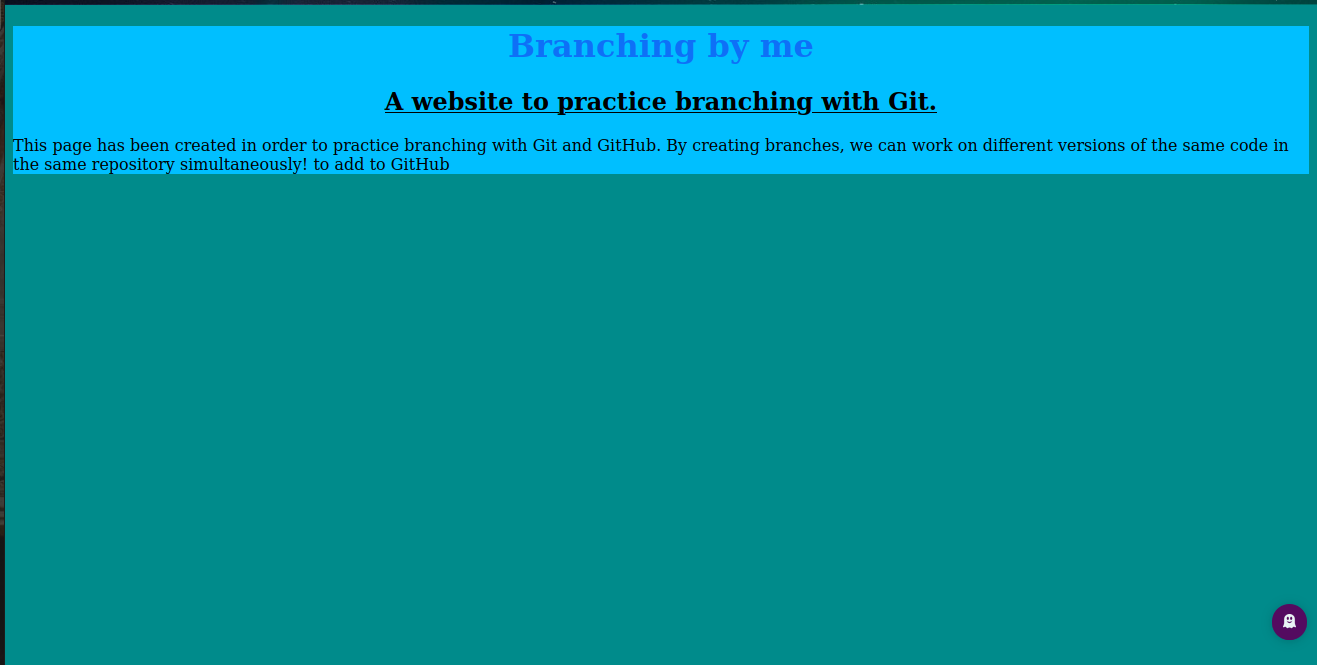 Branching by me
A website to practice branching with Git.
This page has been created in order to practice branching with Git and GitHub. By creating branches, we can work on different versions of the same code in
the same repository simultaneously! to add to GitHub